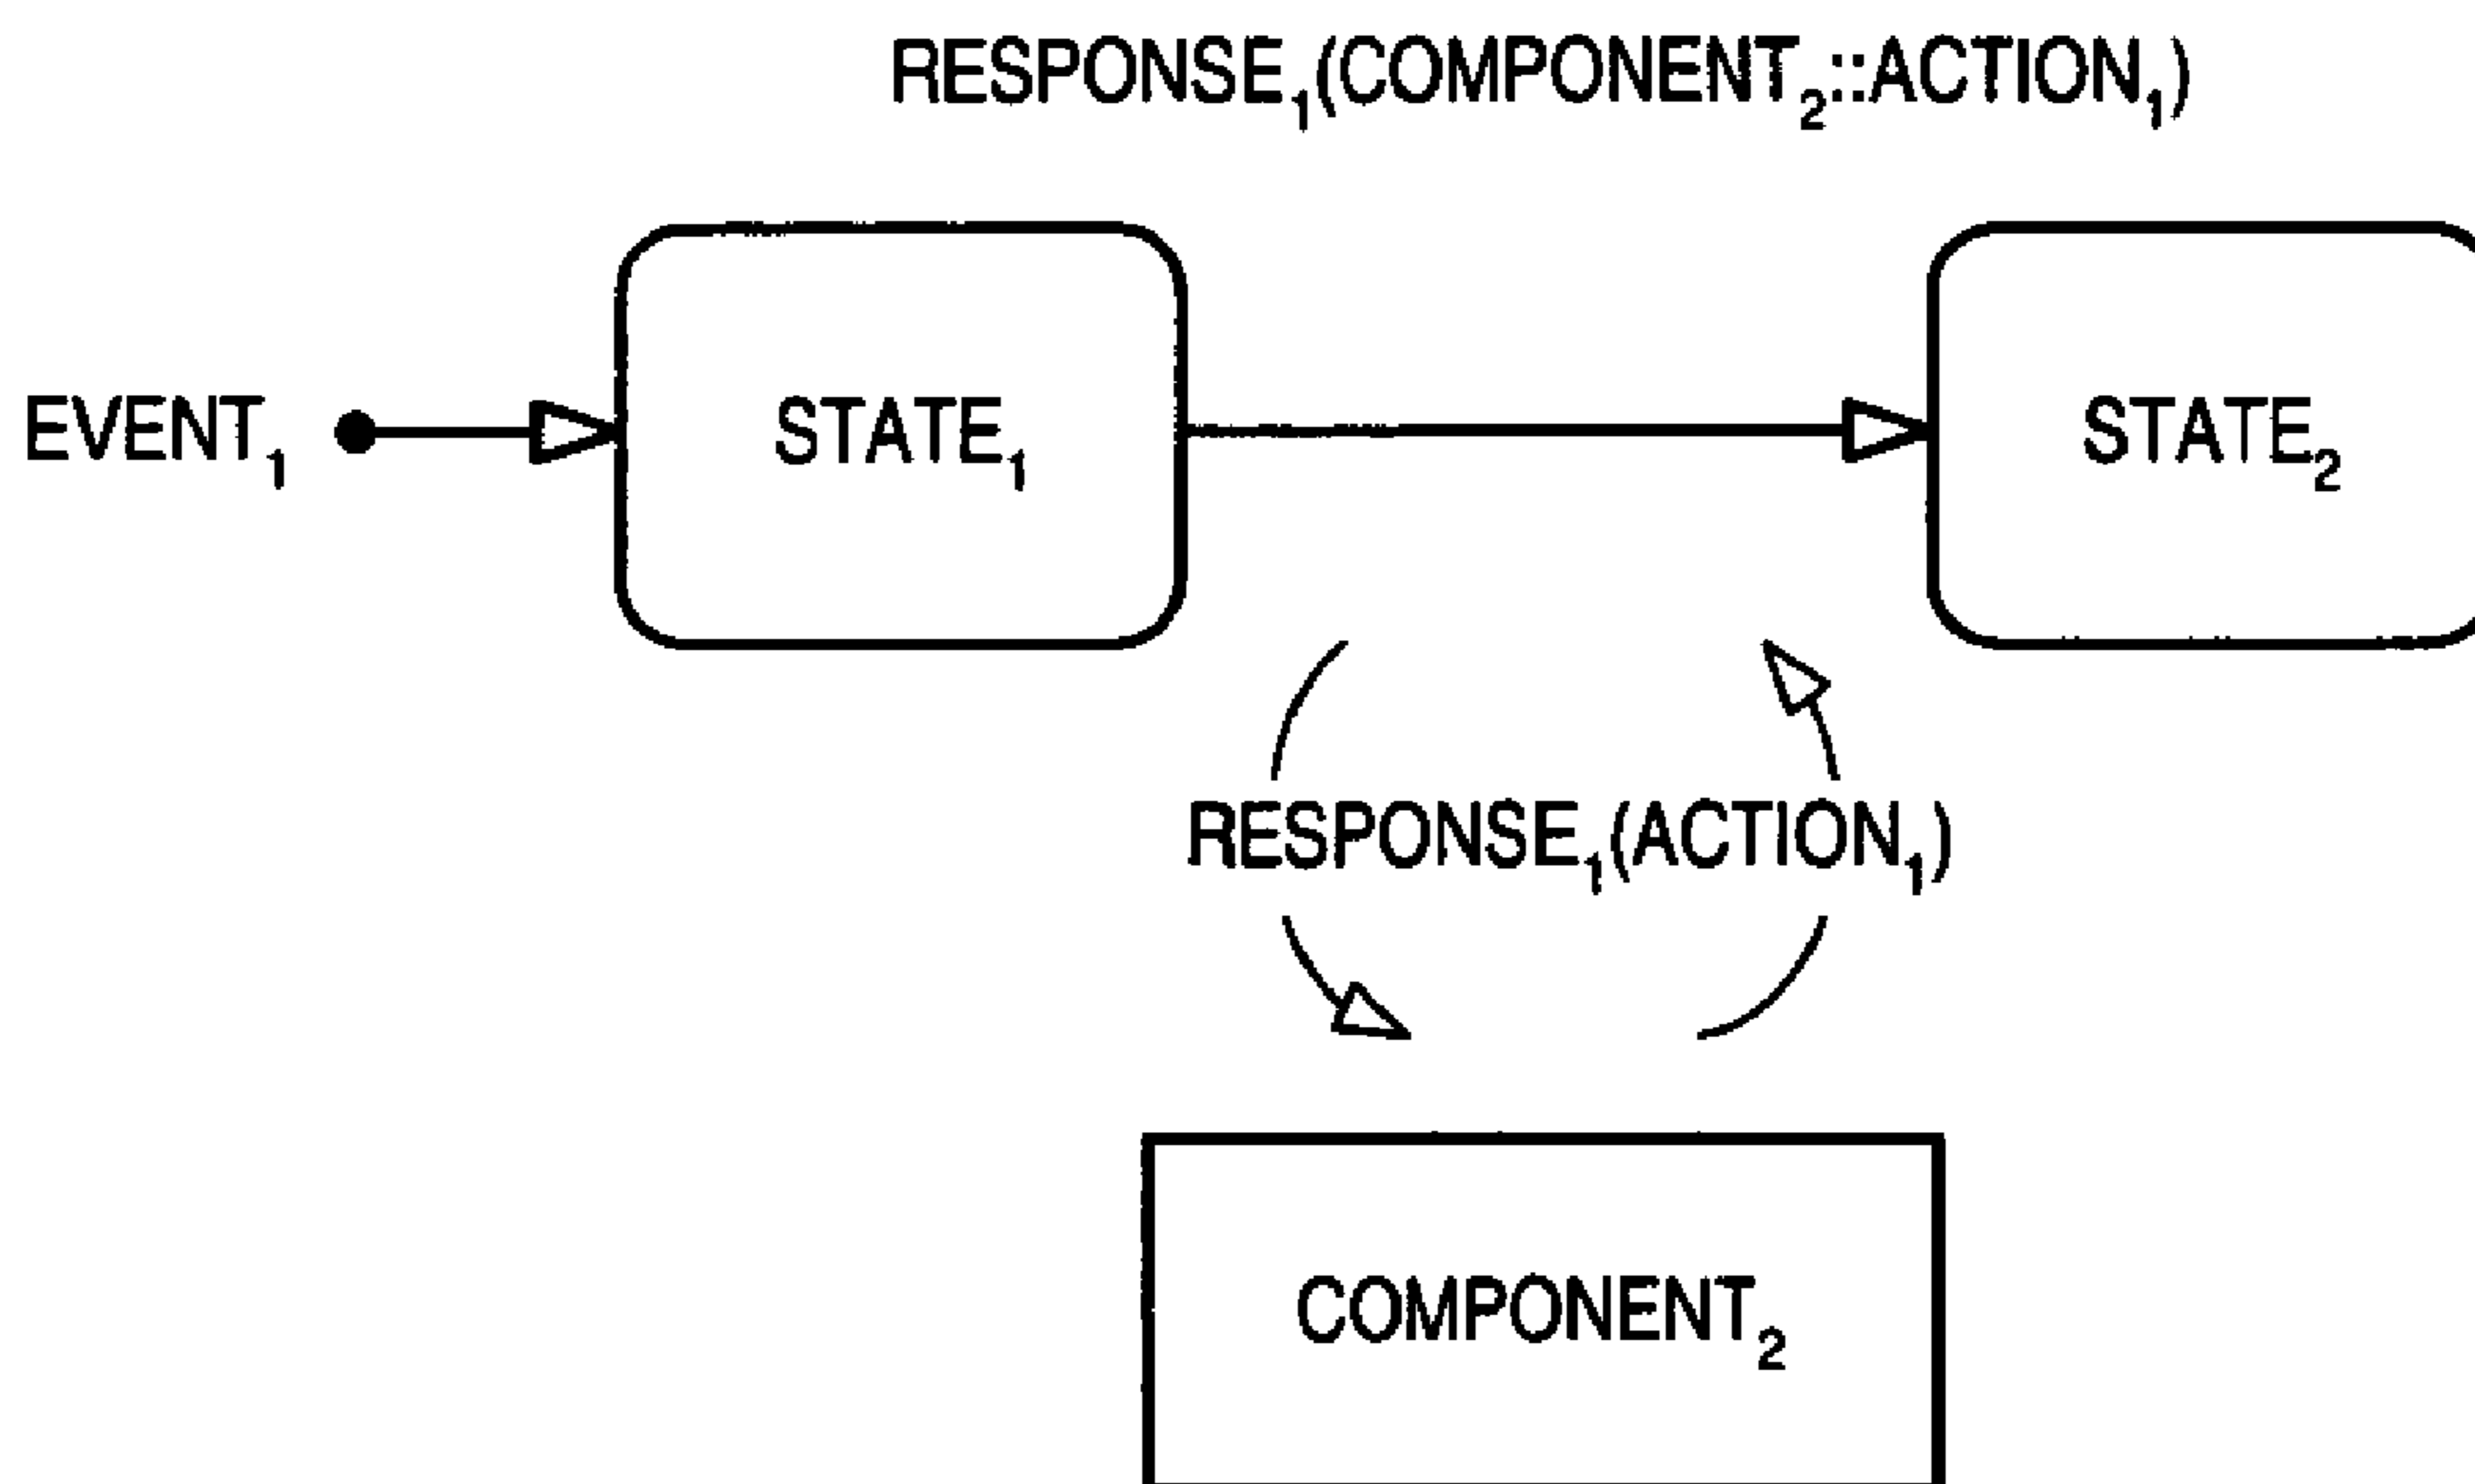 RESPONSE₁(COMPONENT₂::ACTION₁)
EVENT₁
STATE₁
STATE₂
RESPONSE₁(ACTION₁)
COMPONENT₂